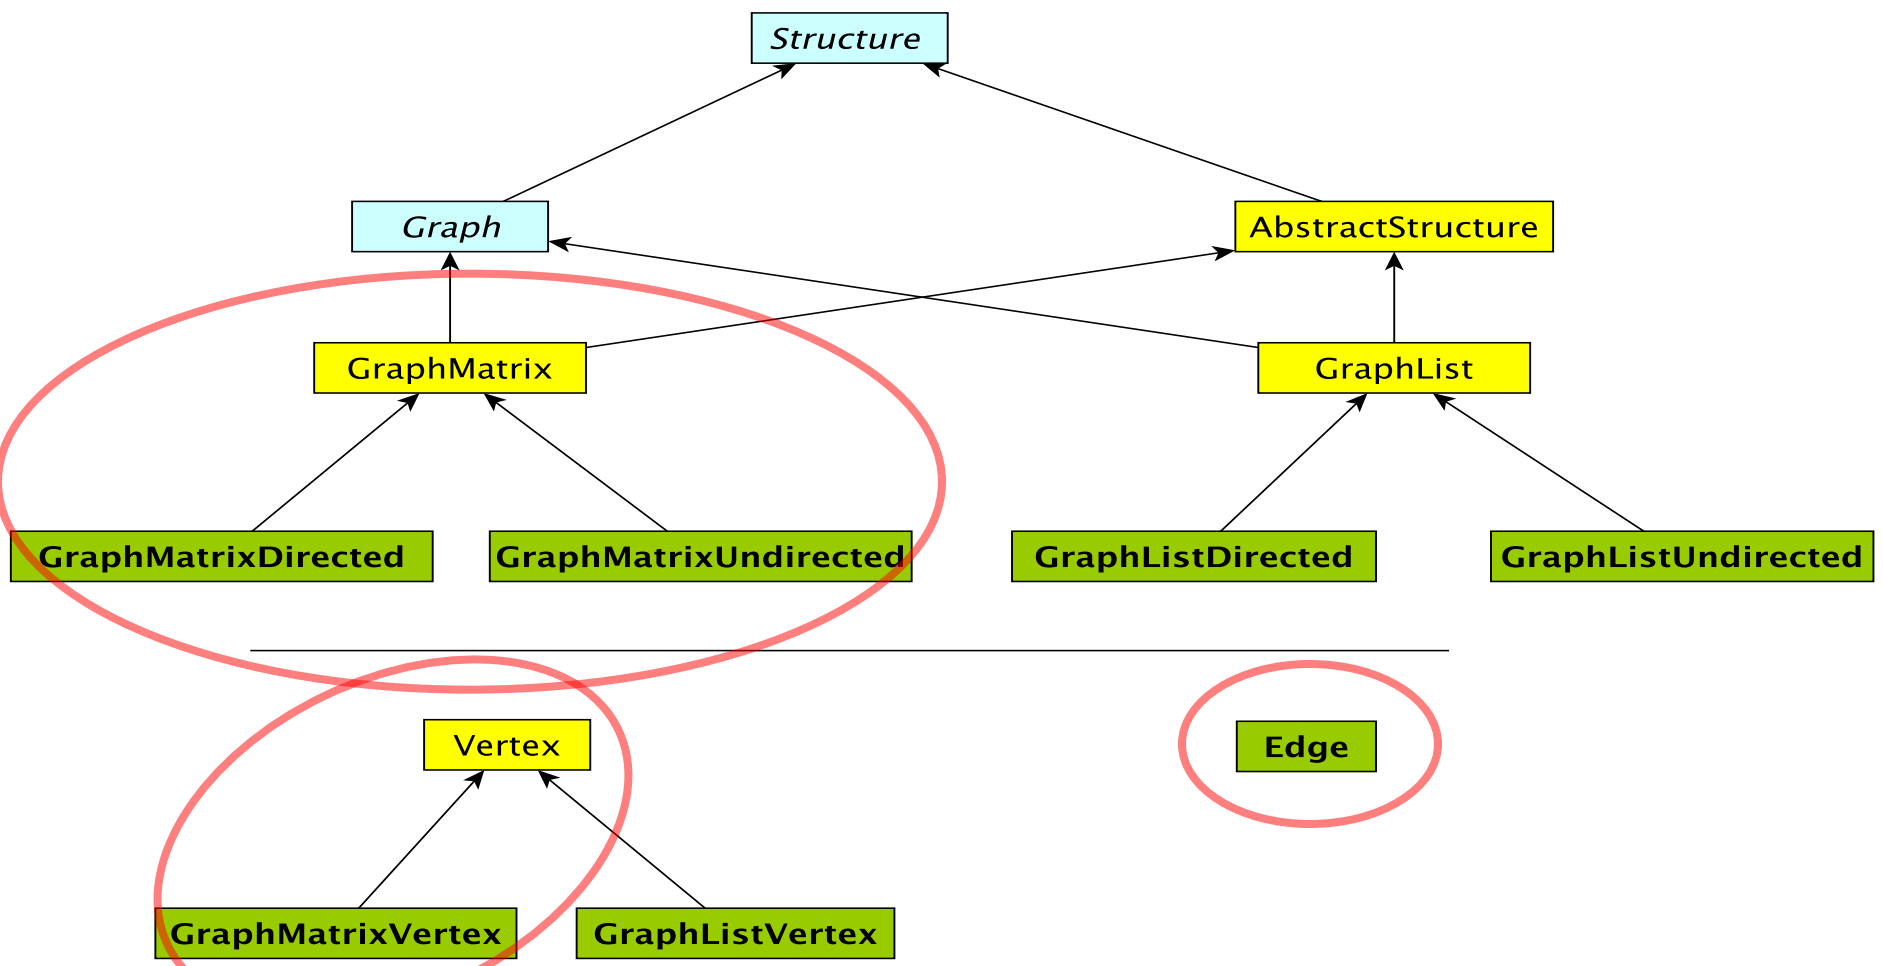 Structure
Graph
AbstractStructure
GraphMatrix
GraphList
GraphMatrixDirected
GraphMatrixUndirected
GraphListDirected
GraphListUndirected
Vertex
Edge
GraphMatrixVertex
GraphListVertex